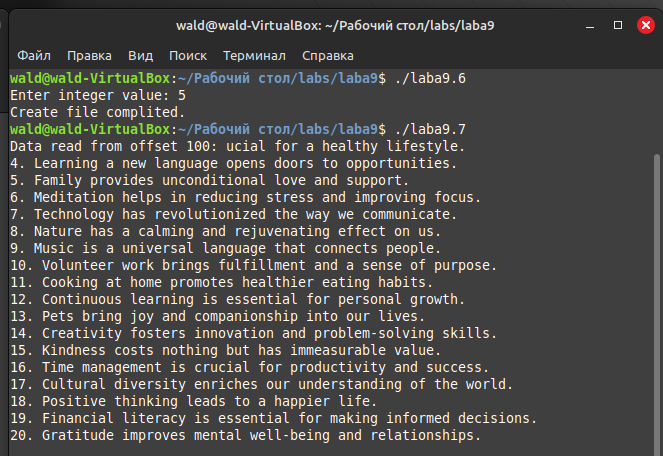 wald@wald-VirtualBox: ~/Рабочий стол/labs/laba9
Файл Правка Вид Поиск Терминал Справка
wald@wald-VirtualBox:~/Рабочий стол/labs/laba9$ ./laba9.6
Enter integer value: 5
Create file complited.
wald@wald-VirtualBox:~/Рабочий стол/labs/laba9$ ./laba9.7
Data read from offset 100: ucial for a healthy lifestyle.
4. Learning a new language opens doors to opportunities.
5. Family provides unconditional love and support.
6. Meditation helps in reducing stress and improving focus.
7. Technology has revolutionized the way we communicate.
8. Nature has a calming and rejuvenating effect on us.
9. Music is a universal language that connects people.
10. Volunteer work brings fulfillment and a sense of purpose.
11. Cooking at home promotes healthier eating habits.
12. Continuous learning is essential for personal growth.
13. Pets bring joy and companionship into our lives.
14. Creativity fosters innovation and problem-solving skills.
15. Kindness costs nothing but has immeasurable value.
16. Time management is crucial for productivity and success.
17. Cultural diversity enriches our understanding of the world.
18. Positive thinking leads to a happier life.
19. Financial literacy is essential for making informed decisions.
20. Gratitude improves mental well-being and relationships.